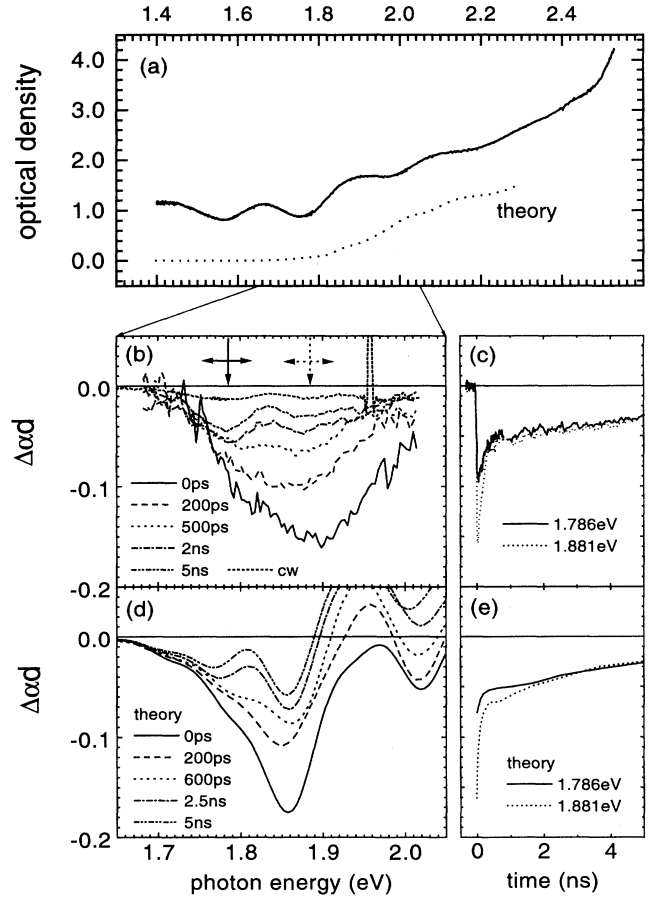 1.4 1.6 1.8 2.0 2.2 2.4
(a)
optical density
4.0
3.0
2.0
1.0
0.0
theory
(b)
Δαd
0.0
-0.1
-0.2
0ps
200ps
500ps
2ns
5ns cw
(c)
1.786eV
1.881eV
(d)
Δαd
0.0
-0.1
-0.2
theory
0ps
200ps
600ps
2.5ns
5ns
1.7 1.8 1.9 2.0
photon energy (eV)
(e)
theory
1.786eV
1.881eV
0 2 4
time (ns)